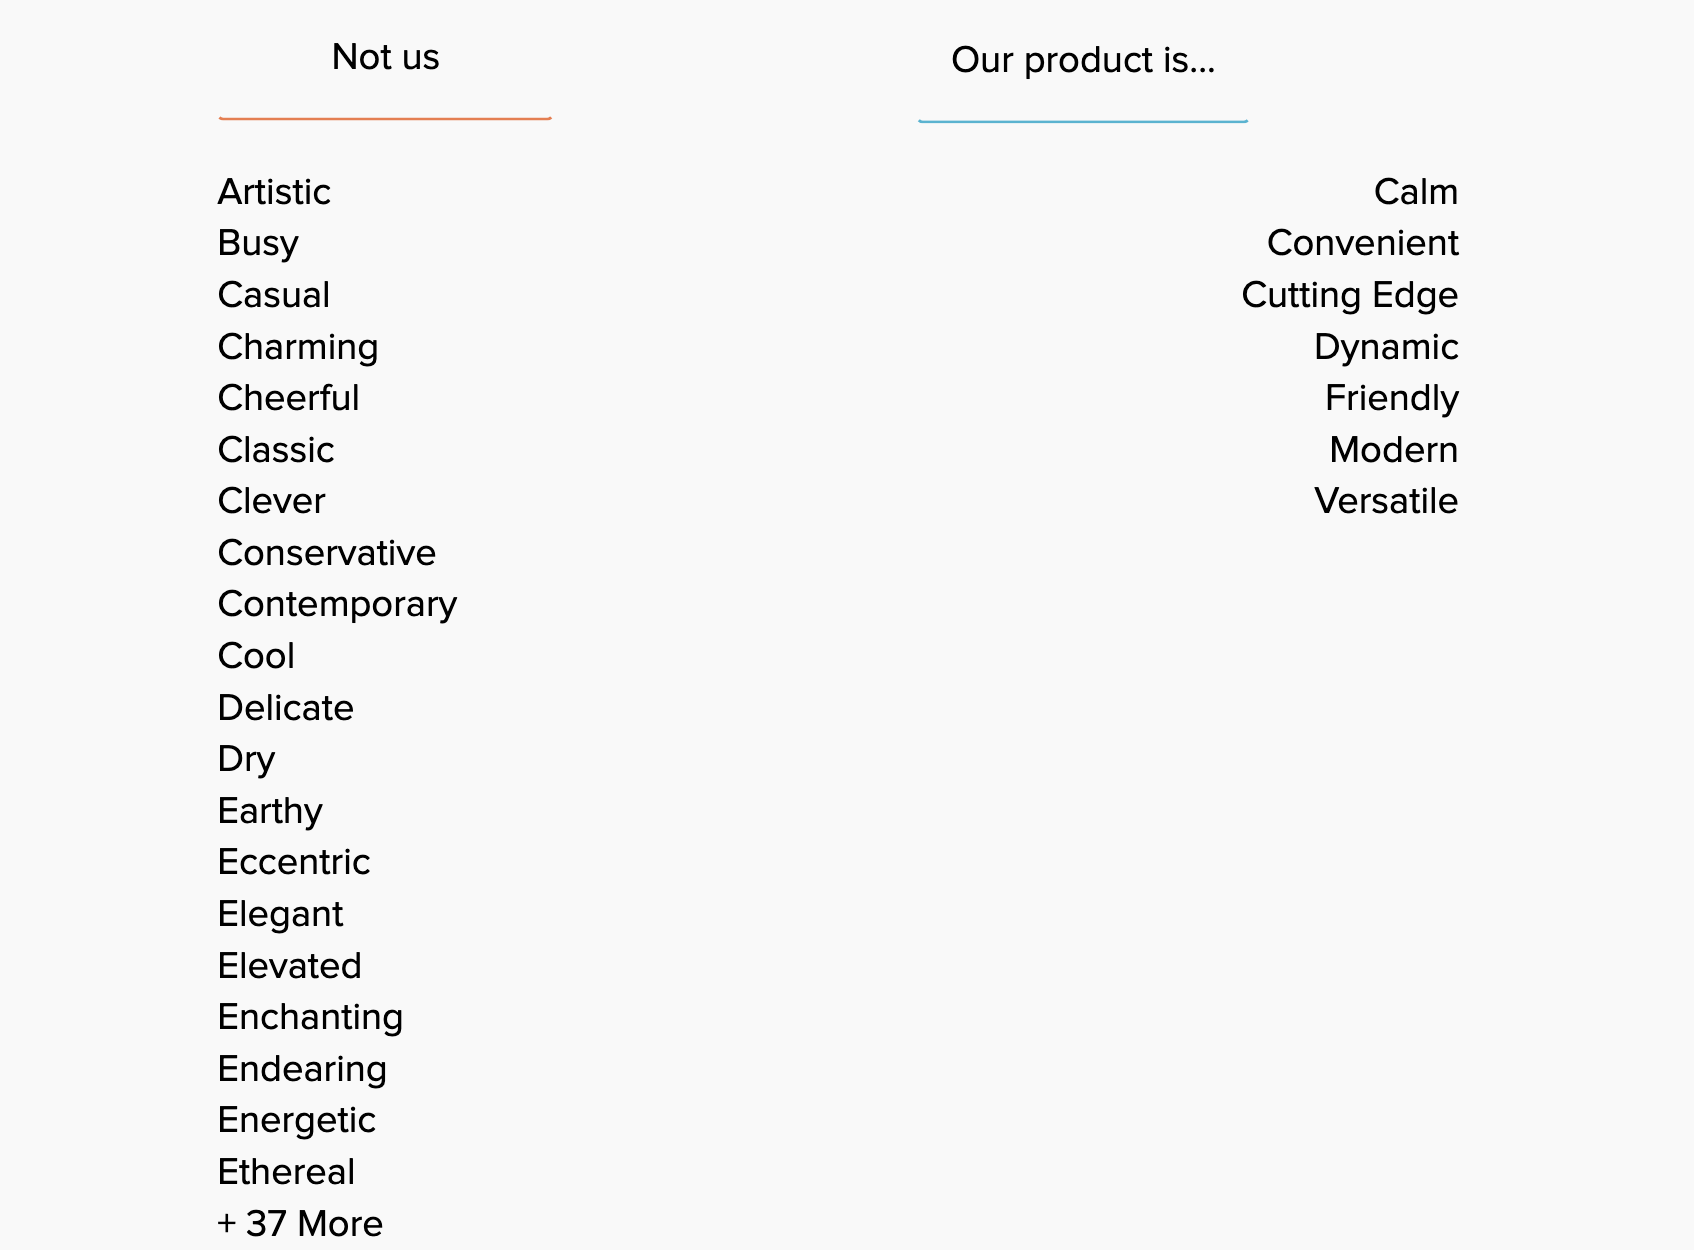 Not us
Our product is...
Artistic
Busy
Casual
Charming
Cheerful
Classic
Clever
Conservative
Contemporary
Cool
Delicate
Dry
Earthy
Eccentric
Elegant
Elevated
Enchanting
Endearing
Energetic
Ethereal
+ 37 More
Calm
Convenient
Cutting Edge
Dynamic
Friendly
Modern
Versatile